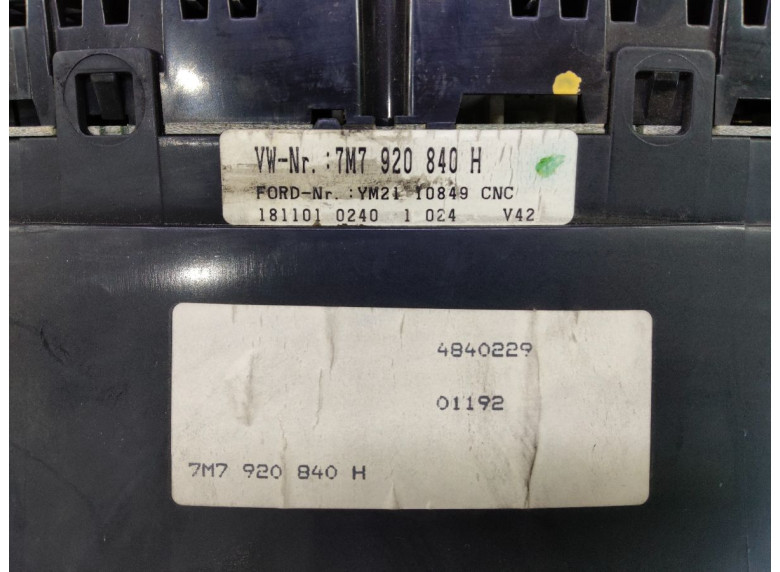 VW-Nr. :7M7 920 840 H
FORD-Nr. :YM21 10849 CNC
181101 0240 1 024 V42
4840229
01192
7M7 920 840 H